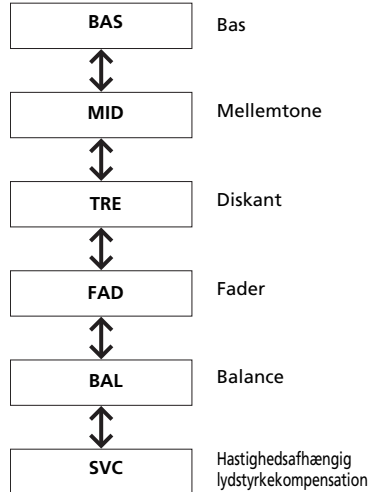 BAS Bas
MID Mellemtone
TRE Diskant
FAD Fader
BAL Balance
SVC Hastighedsafhængig
lydstyrkekompensation